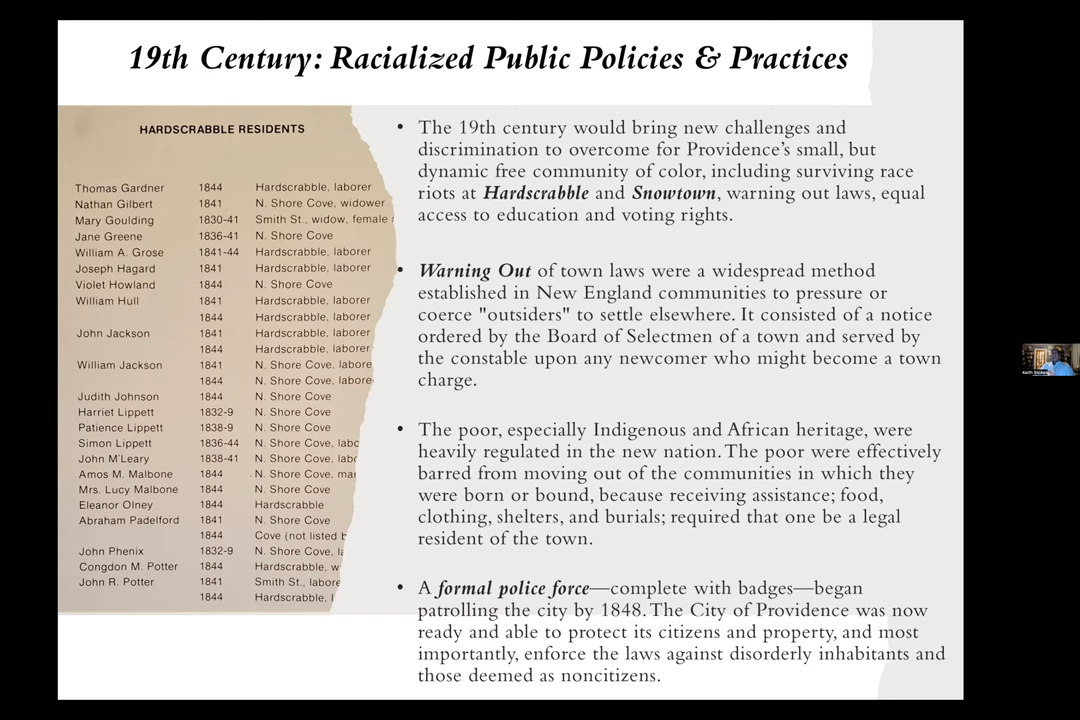 19th Century: Racialized Public Policies & Practices
HARDSCRABBLE RESIDENTS
Thomas Gardner 1844 Hardscrabble, laborer
Nathan Gilbert 1841 N. Shore Cove, widower
Mary Goulding 1830-41 Smith St., widow, female
Jane Greene 1836-41 N. Shore Cove
William A. Grose 1841-44 Hardscrabble, laborer
Joseph Hagard 1841 Hardscrabble, laborer
Violet Howland 1844 N. Shore Cove
William Hull 1841 Hardscrabble, laborer
1844 Hardscrabble, laborer
John Jackson 1841 Hardscrabble, laborer
1844 Hardscrabble, laborer
William Jackson 1841 N. Shore Cove, labore
1844 N. Shore Cove, labore
Judith Johnson 1844 N. Shore Cove
Harriet Lippett 1832-9 N. Shore Cove
Patience Lippett 1838-9 N. Shore Cove
Simon Lippett 1836-44 N. Shore Cove, labo
John M'Leary 1838-41 N. Shore Cove, labo
Amos M. Malbone 1844 N. Shore Cove, ma
Mrs. Lucy Malbone 1844 N. Shore Cove
Eleanor Olney 1844 Hardscrabble
Abraham Padelford 1841 N. Shore Cove
1844 Cove (not listed
John Phenix 1832-9 N. Shore Cove,
Congdon M. Potter 1844 Hardscrabble, w
John R. Potter 1841 Smith St., labore
1844 Hardscrabble, l
• The 19th century would bring new challenges and
discrimination to overcome for Providence's small, but
dynamic free community of color, including surviving race
riots at Hardscrabble and Snowtown, warning out laws, equal
access to education and voting rights.
• Warning Out of town laws were a widespread method
established in New England communities to pressure or
coerce "outsiders" to settle elsewhere. It consisted of a notice
ordered by the Board of Selectmen of a town and served by
the constable upon any newcomer who might become a town
charge.
• The poor, especially Indigenous and African heritage, were
heavily regulated in the new nation. The poor were effectively
barred from moving out of the communities in which they
were born or bound, because receiving assistance; food,
clothing, shelters, and burials; required that one be a legal
resident of the town.
• A formal police force—complete with badges—began
patrolling the city by 1848. The City of Providence was now
ready and able to protect its citizens and property, and most
importantly, enforce the laws against disorderly inhabitants and
those deemed as noncitizens.
Keith Stokes